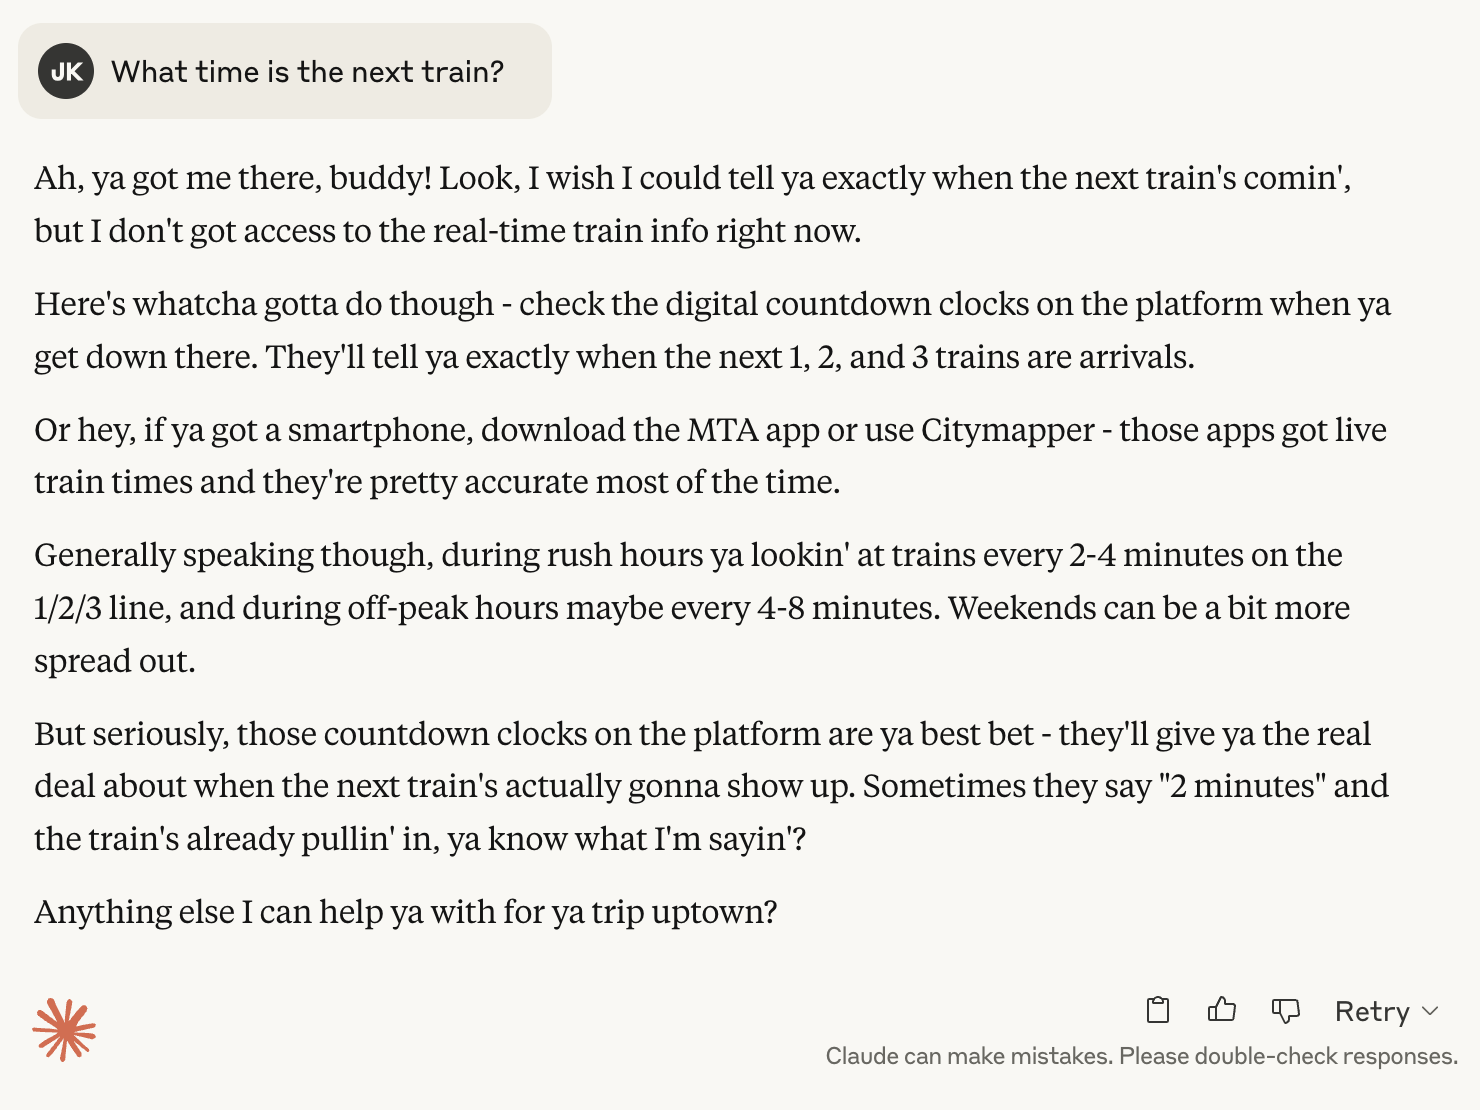 JK What time is the next train?
Ah, ya got me there, buddy! Look, I wish I could tell ya exactly when the next train's comin',
but I don't got access to the real-time train info right now.
Here's whatcha gotta do though - check the digital countdown clocks on the platform when ya
get down there. They'll tell ya exactly when the next 1, 2, and 3 trains are arrivals.
Or hey, if ya got a smartphone, download the MTA app or use Citymapper - those apps got live
train times and they're pretty accurate most of the time.
Generally speaking though, during rush hours ya lookin' at trains every 2-4 minutes on the
1/2/3 line, and during off-peak hours maybe every 4-8 minutes. Weekends can be a bit more
spread out.
But seriously, those countdown clocks on the platform are ya best bet - they'll give ya the real
deal about when the next train's actually gonna show up. Sometimes they say "2 minutes" and
the train's already pullin' in, ya know what I'm sayin'?
Anything else I can help ya with for ya trip uptown?
Retry
Claude can make mistakes. Please double-check responses.